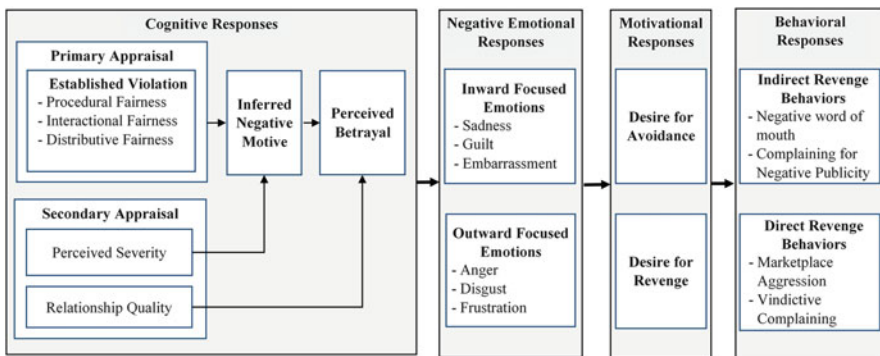 Cognitive Responses
Primary Appraisal
Established Violation
- Procedural Fairness
- Interactional Fairness
- Distributive Fairness
Inferred
Negative
Motive
Perceived
Betrayal
Secondary Appraisal
Perceived Severity
Relationship Quality
Negative Emotional
Responses
Inward Focused
Emotions
- Sadness
- Guilt
- Embarrassment
Outward Focused
Emotions
- Anger
- Disgust
- Frustration
Motivational
Responses
Desire for
Avoidance
Desire for
Revenge
Behavioral
Responses
Indirect Revenge
Behaviors
- Negative word of
mouth
- Complaining for
Negative Publicity
Direct Revenge
Behaviors
- Marketplace
Aggression
- Vindictive
Complaining